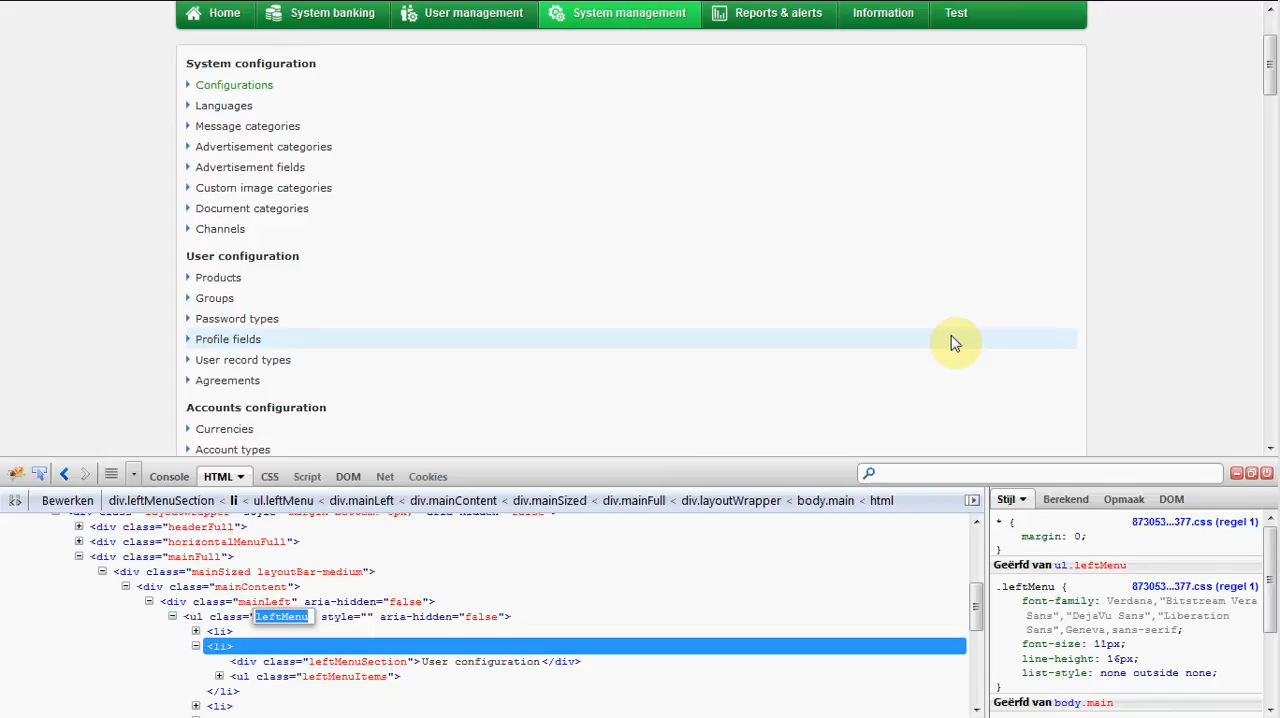 Home System banking User management System management Reports & alerts Information Test
System configuration
Configurations
Languages
Message categories
Advertisement categories
Advertisement fields
Custom image categories
Document categories
Channels
User configuration
Products
Groups
Password types
Profile fields
User record types
Agreements
Accounts configuration
Currencies
Account types
Console HTML CSS Script DOM Net Cookies
Bewerken div.leftMenuSection < li < ul.leftMenu < div.mainLeft < div.mainContent < div.mainSized < div.mainFull < div.layoutWrapper < body.main < html
<div class="headerFull">
<div class="horizontalMenuFull">
<div class="mainFull">
<div class="mainSized layoutBar-medium">
<div class="mainContent">
<div class="mainLeft" aria-hidden="false">
<ul class="leftMenu" style="" aria-hidden="false">
<li>
<li>
<div class="leftMenuSection">User configuration</div>
<ul class="leftMenuItems">
</li>
<li>
Stijl Berekend Opmaak DOM
* { 873053...377.css (regel 1)
margin: 0;
}
Geërfd van ul.leftMenu
.leftMenu { 873053...377.css (regel 1)
font-family: Verdana,"Bitstream Vera
Sans","DejaVu Sans","Liberation
Sans",Geneva,sans-serif;
font-size: 11px;
line-height: 16px;
list-style: none outside none;
}
Geërfd van body.main